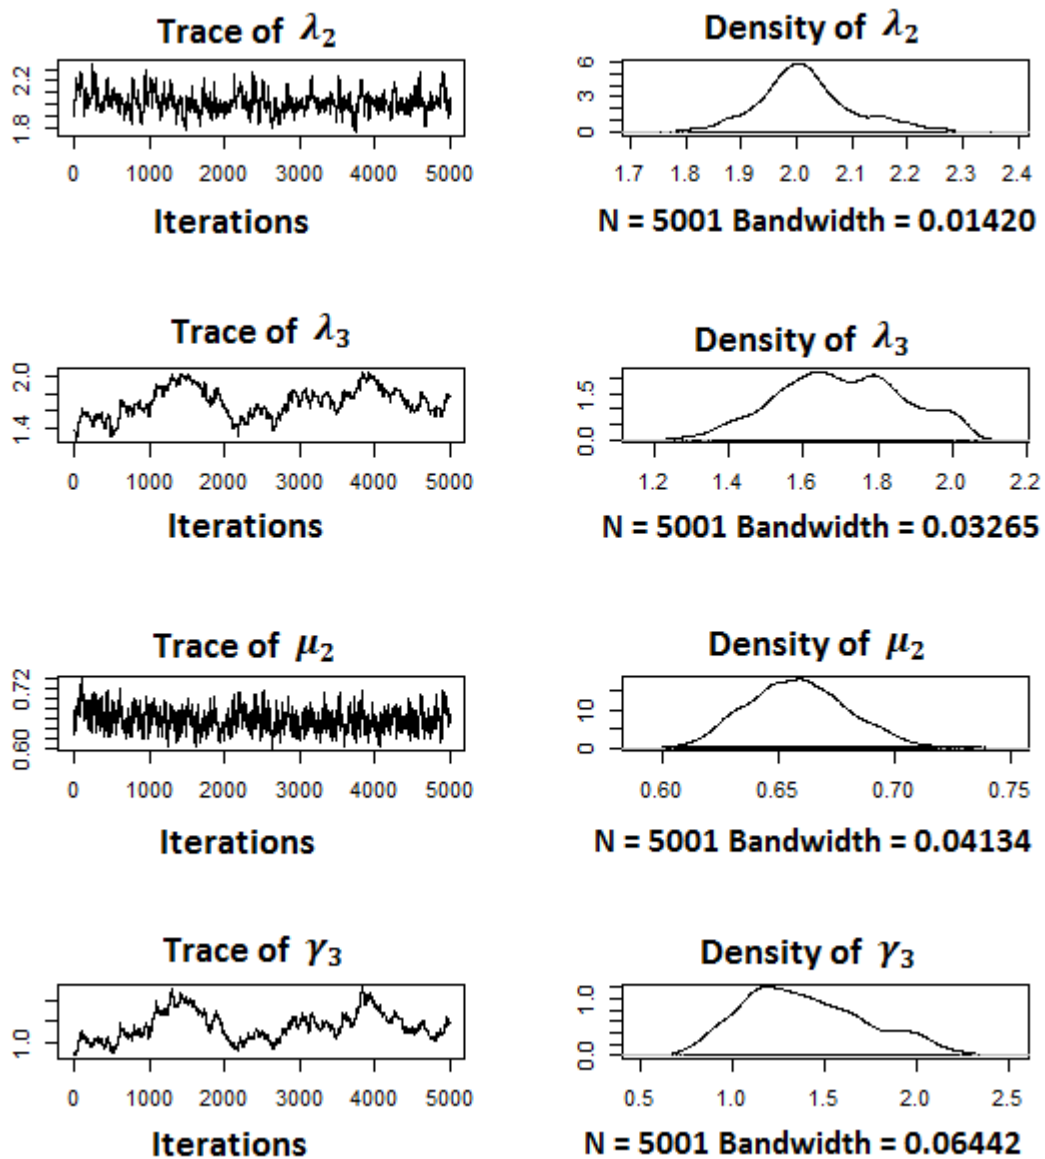 Trace of λ₂
Density of λ₂
2.2
1.8
0 1000 2000 3000 4000 5000
Iterations
6
3
0
1.7 1.8 1.9 2.0 2.1 2.2 2.3 2.4
N = 5001 Bandwidth = 0.01420
Trace of λ₃
Density of λ₃
2.0
1.4
0 1000 2000 3000 4000 5000
Iterations
1.5
0.0
1.2 1.4 1.6 1.8 2.0 2.2
N = 5001 Bandwidth = 0.03265
Trace of μ₂
Density of μ₂
0.72
0.60
0 1000 2000 3000 4000 5000
Iterations
10
0
0.60 0.65 0.70 0.75
N = 5001 Bandwidth = 0.04134
Trace of γ₃
Density of γ₃
1.0
0 1000 2000 3000 4000 5000
Iterations
1.0
0.0
0.5 1.0 1.5 2.0 2.5
N = 5001 Bandwidth = 0.06442